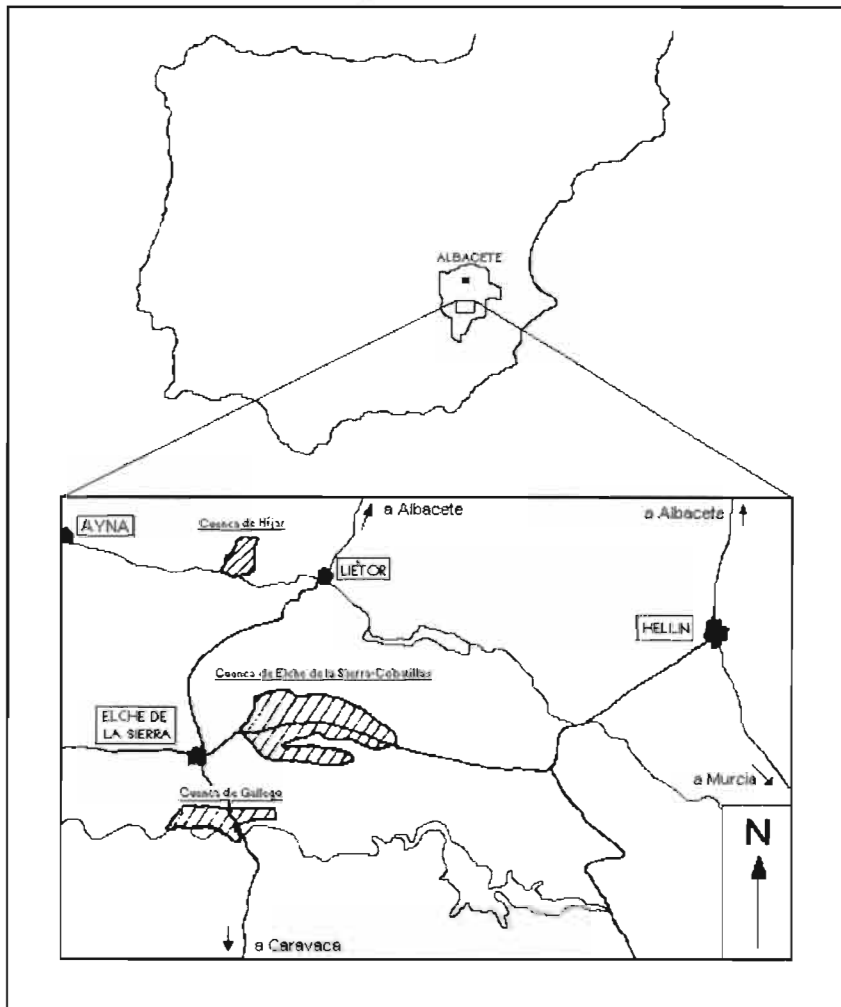 ALBACETE
a Albacete
a Albacete
AYNA
Cuenca de Híjar
LIETOR
HELLIN
Cuenca de Elche de la Sierra-Cobatillas
ELCHE DE
LA SIERRA
a Murcia
Cuenca de Gallego
N
a Caravaca